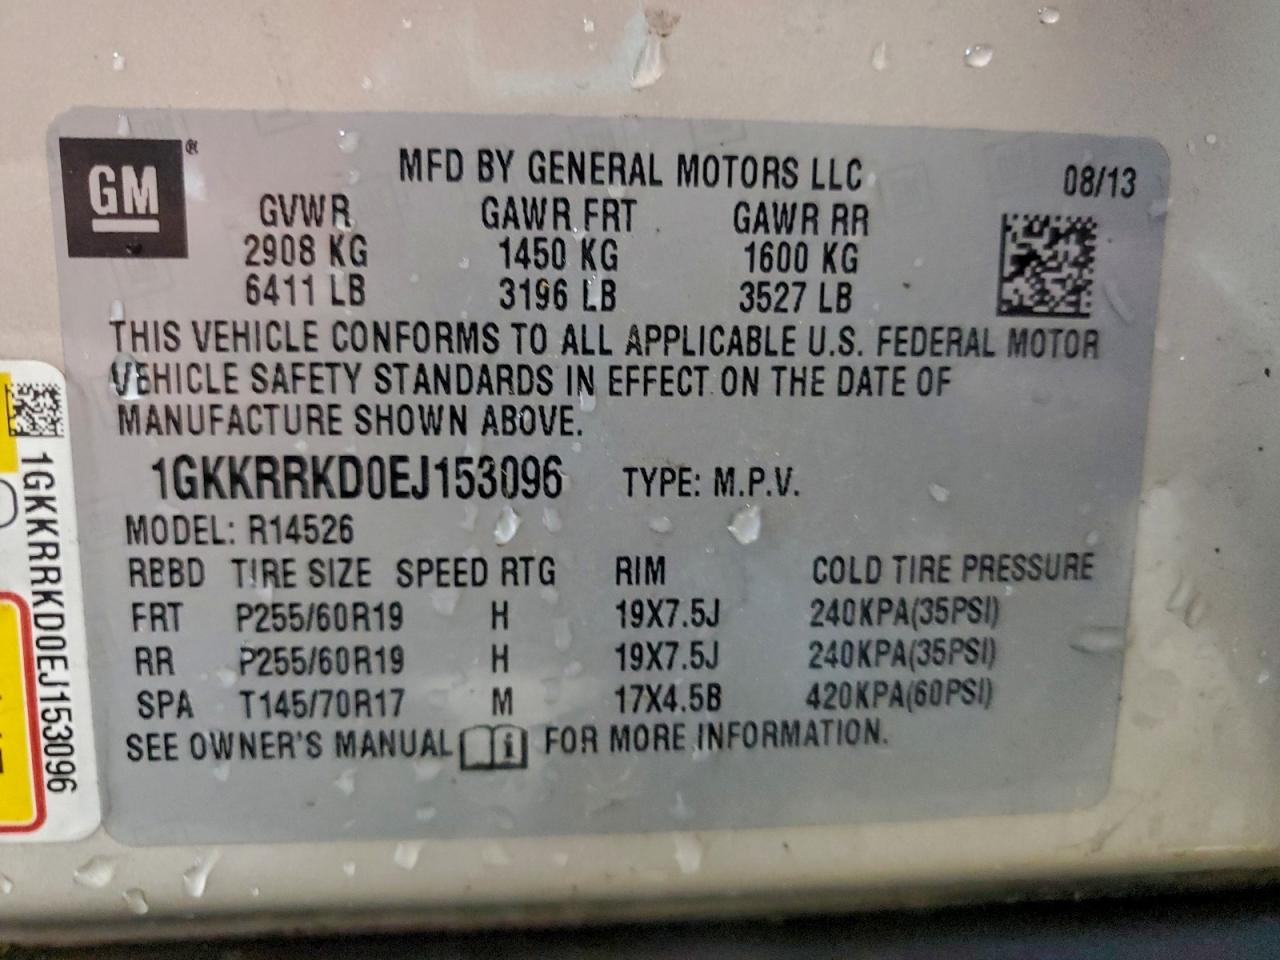 GM®
MFD BY GENERAL MOTORS LLC 08/13
GVWR GAWR FRT GAWR RR
2908 KG 1450 KG 1600 KG
6411 LB 3196 LB 3527 LB
THIS VEHICLE CONFORMS TO ALL APPLICABLE U.S. FEDERAL MOTOR
VEHICLE SAFETY STANDARDS IN EFFECT ON THE DATE OF
MANUFACTURE SHOWN ABOVE.
1GKKRRKD0EJ153096 TYPE: M.P.V.
MODEL: R14526
RBBD TIRE SIZE SPEED RTG RIM COLD TIRE PRESSURE
FRT P255/60R19 H 19X7.5J 240KPA(35PSI)
RR P255/60R19 H 19X7.5J 240KPA(35PSI)
SPA T145/70R17 M 17X4.5B 420KPA(60PSI)
SEE OWNER'S MANUAL i FOR MORE INFORMATION.
1GKKRRKD0EJ153096